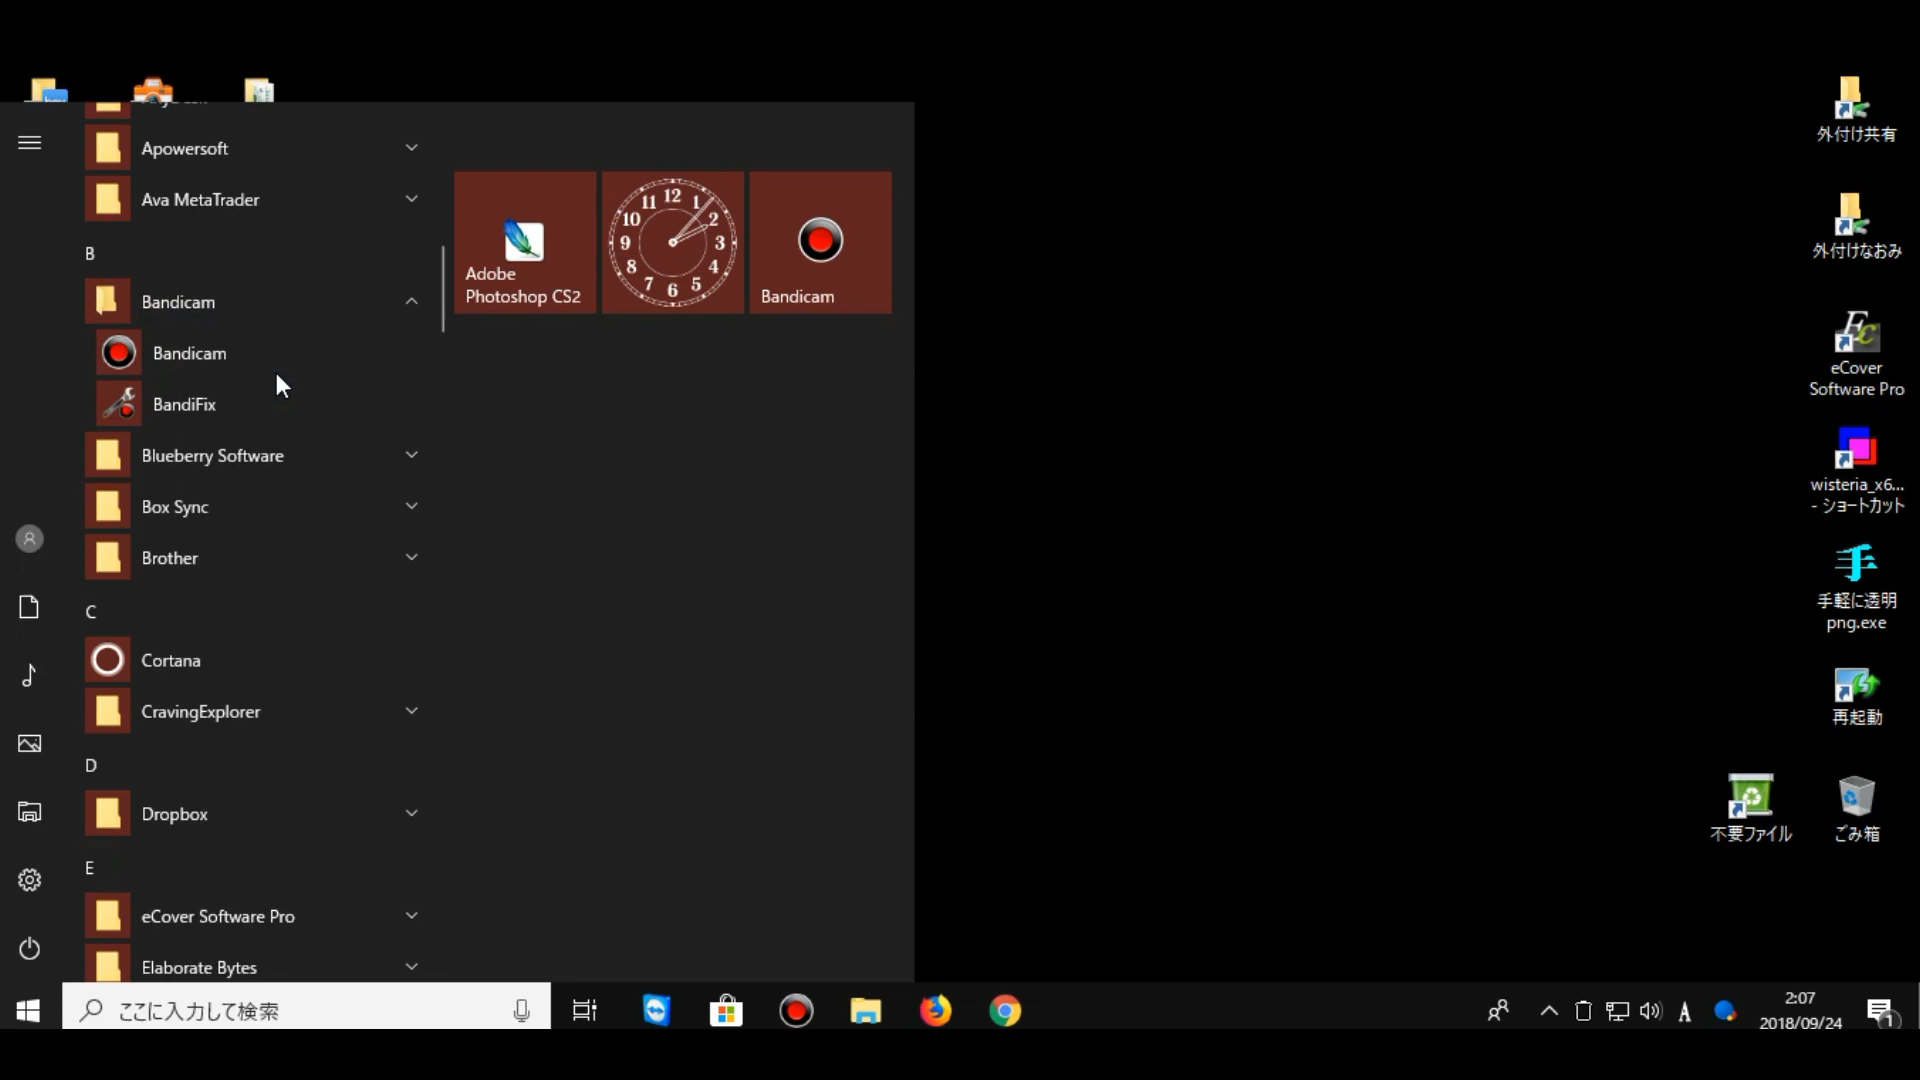 Apowersoft
Ava MetaTrader
B
Bandicam
Bandicam
BandiFix
Blueberry Software
Box Sync
Brother
C
Cortana
CravingExplorer
D
Dropbox
E
eCover Software Pro
Elaborate Bytes
Adobe
Photoshop CS2
12
1
2
3
4
5
6
7
8
9
10
11
Bandicam
外付け共有
外付けなおみ
eCover
Software Pro
wisteria_x6...
- ショートカット
手軽に透明
png.exe
再起動
不要ファイル
ごみ箱
ここに入力して検索
A
2:07
2018/09/24
1